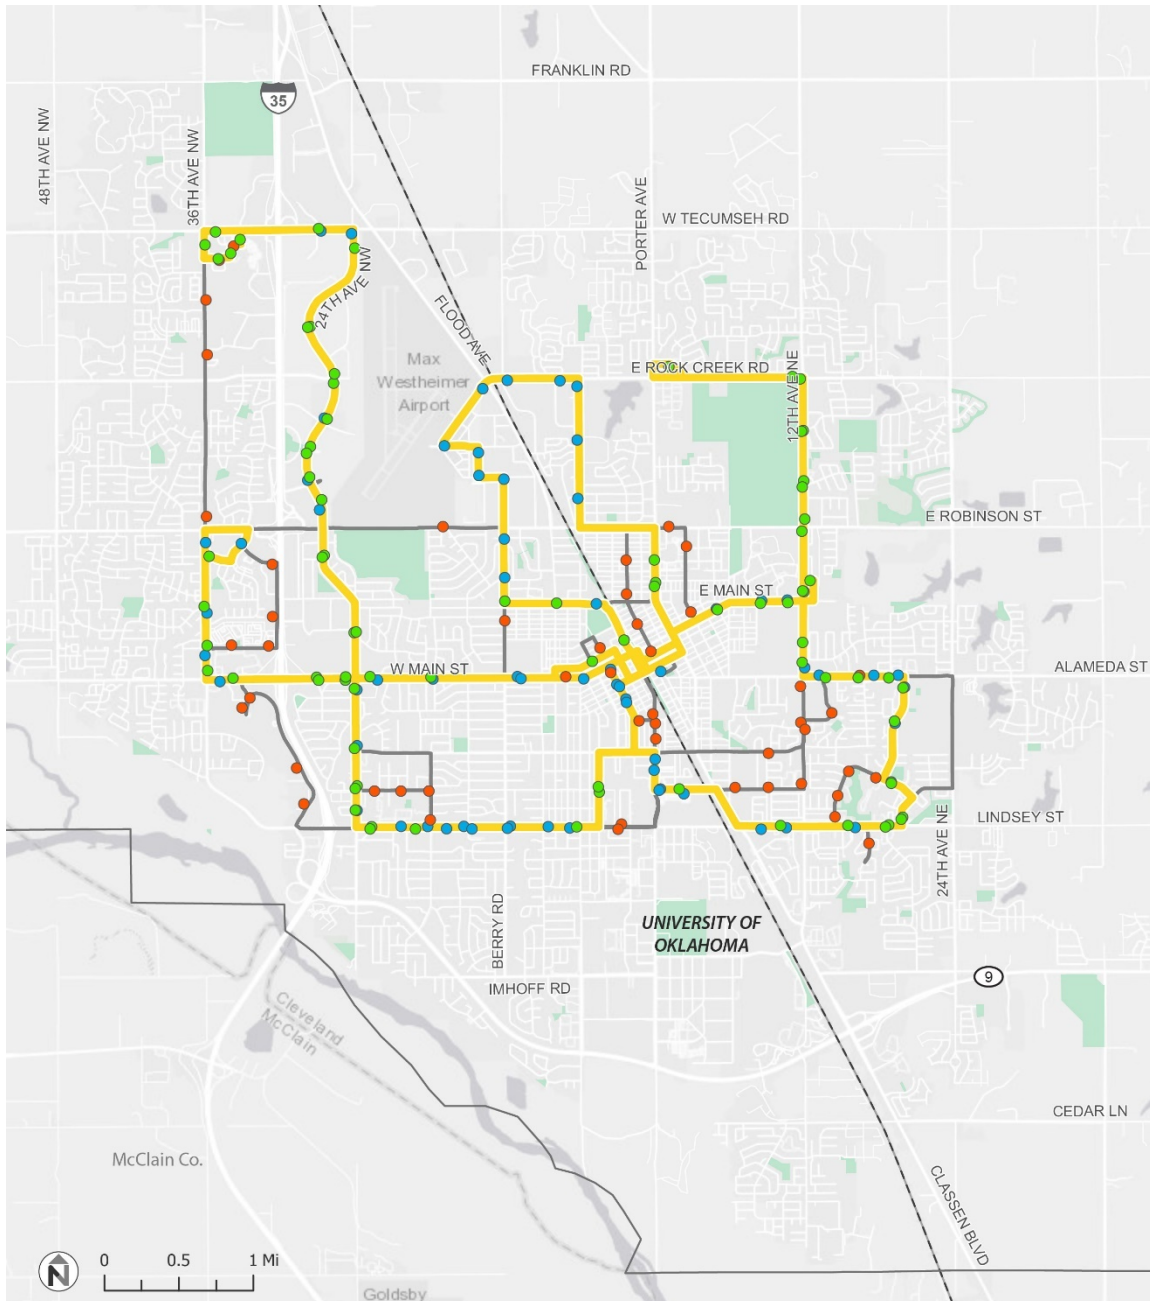 FRANKLIN RD
35
48TH AVE NW
36TH AVE NW
PORTER AVE
W TECUMSEH RD
24TH AVE NW
FLOOD AVE
Max
Westheimer
Airport
E ROCK CREEK RD
12TH AVE NE
E ROBINSON ST
E MAIN ST
W MAIN ST
ALAMEDA ST
LINDSEY ST
24TH AVE NE
BERRY RD
UNIVERSITY OF
OKLAHOMA
IMHOFF RD
9
Cleveland
McClain
CEDAR LN
McClain Co.
CLASSEN BLVD
N
0 0.5 1 Mi
Goldsby